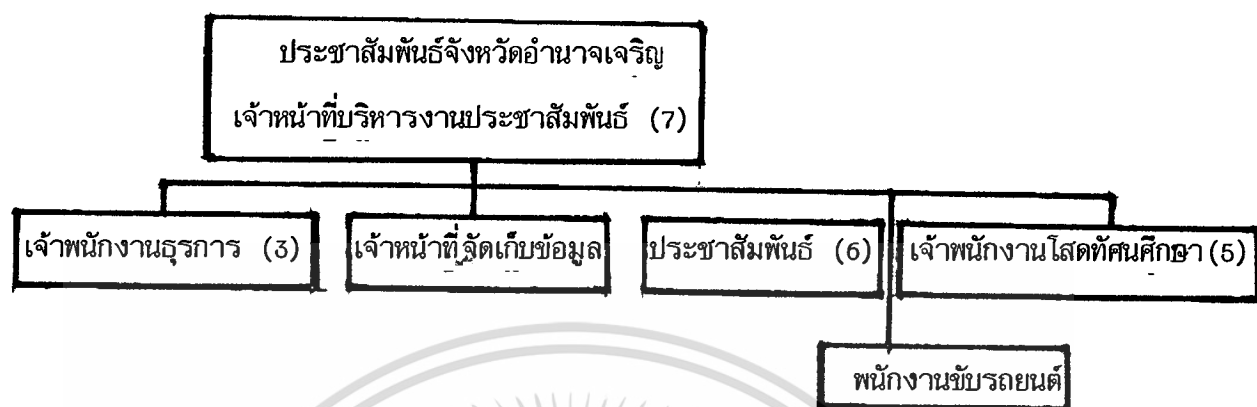 ประชาสัมพันธ์จังหวัดอำนาจเจริญ
เจ้าหน้าที่บริหารงานประชาสัมพันธ์ (7)
เจ้าพนักงานธุรการ (3)
เจ้าหน้าที่จัดเก็บข้อมูล
ประชาสัมพันธ์ (6)
เจ้าพนักงานโสตทัศนศึกษา (5)
พนักงานขับรถยนต์